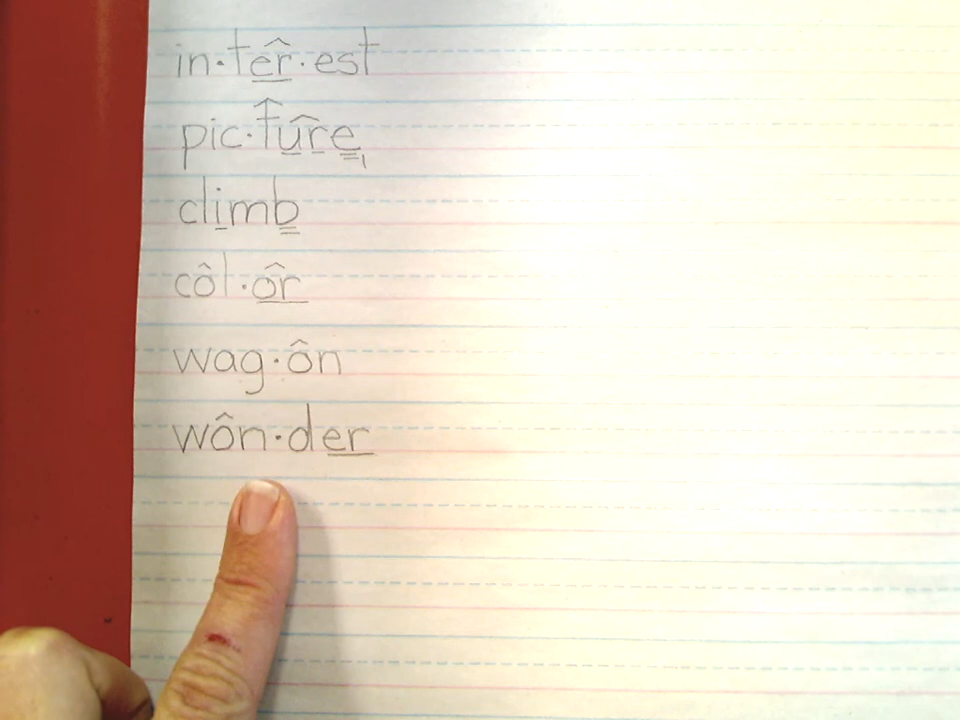 in·têr·est
pic·tûre
climb
côl·ôr
wag·ôn
wôn·der